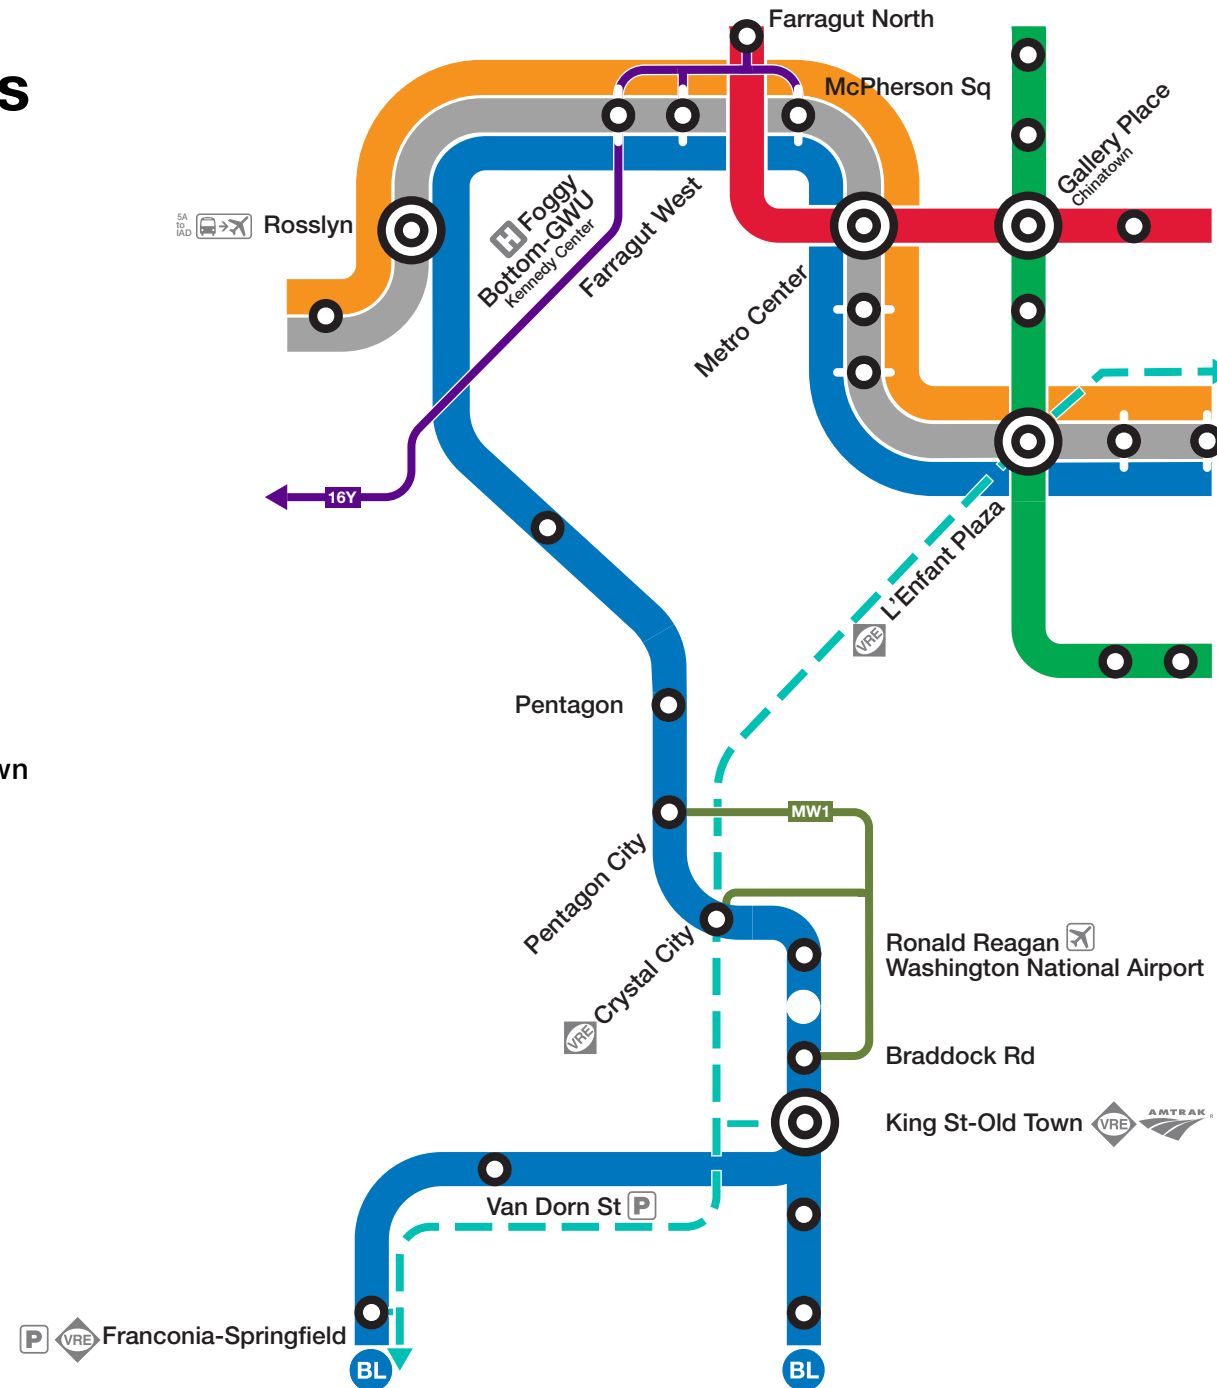 s
Farragut North
McPherson Sq
Gallery Place
Chinatown
5A
to
IAD
Rosslyn
H Foggy
Bottom-GWU
Kennedy Center
Farragut West
Metro Center
16Y
L'Enfant Plaza
VRE
Pentagon
wn
MW1
Pentagon City
Crystal City
VRE
Ronald Reagan
Washington National Airport
Braddock Rd
King St-Old Town VRE AMTRAK
Van Dorn St P
P VRE Franconia-Springfield
BL
BL